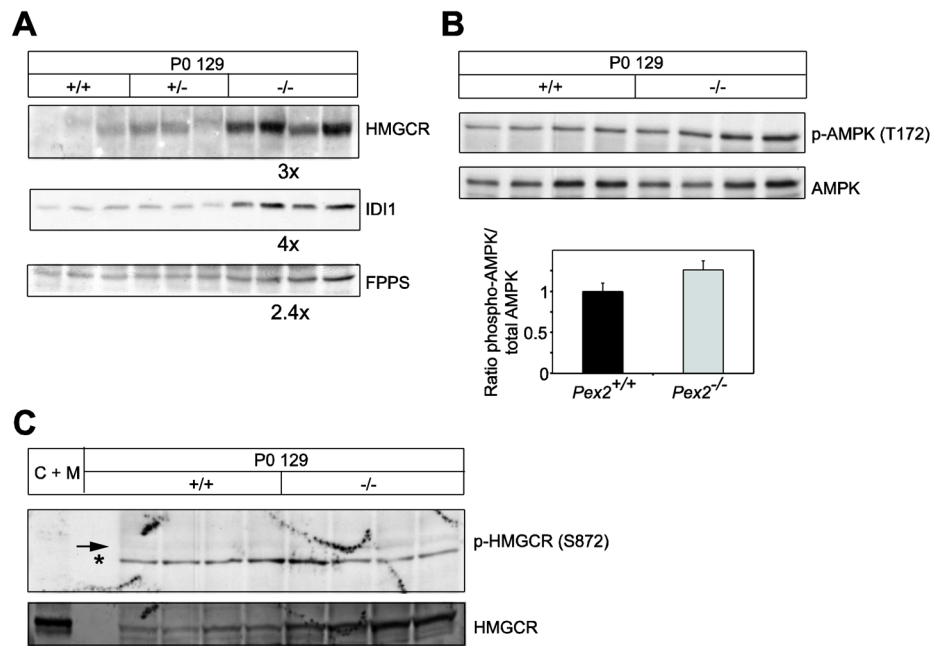 A
P0 129
+/+ +/- -/-
HMGCR
3x
IDI1
4x
FPPS
2.4x
B
P0 129
+/+ -/-
p-AMPK (T172)
AMPK
Ratio phospho-AMPK/
total AMPK
1
0.5
0
Pex2+/+ Pex2-/-
C
C + M
P0 129
+/+ -/-
p-HMGCR (S872)
*
HMGCR